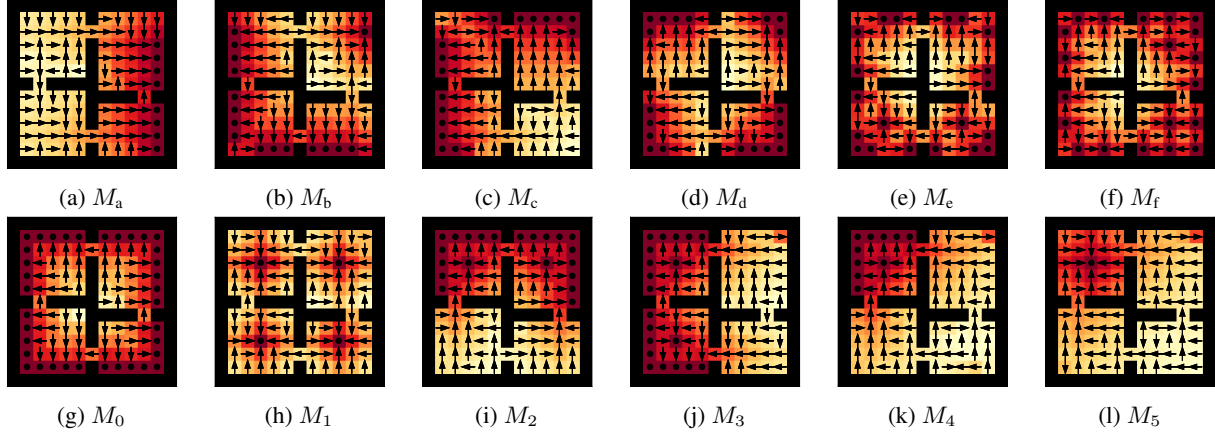 (a) M_a (b) M_b (c) M_c (d) M_d (e) M_e (f) M_f
(g) M_0 (h) M_1 (i) M_2 (j) M_3 (k) M_4 (l) M_5